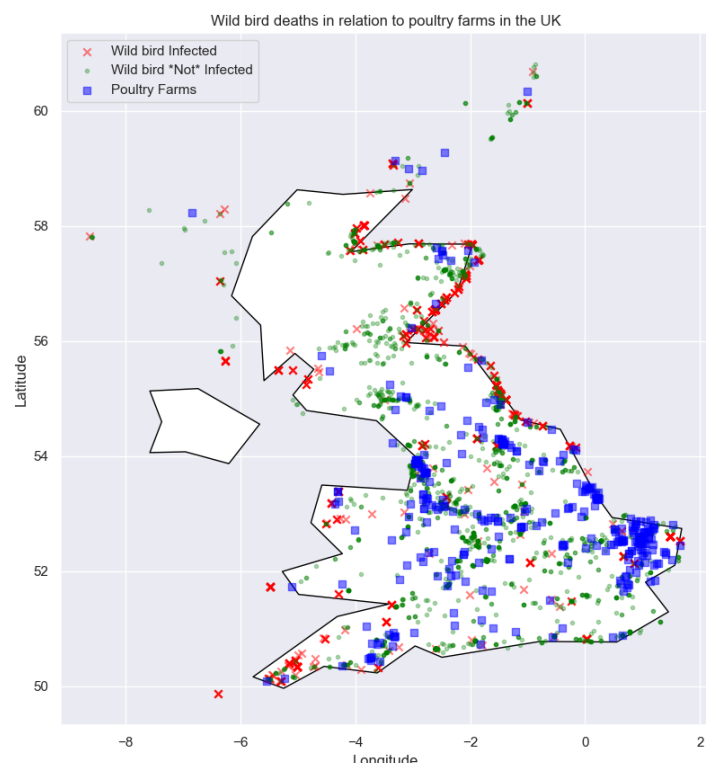 Wild bird deaths in relation to poultry farms in the UK
Wild bird Infected
Wild bird *Not* Infected
Poultry Farms
60
58
56
54
52
50
Latitude
−8
−6
−4
−2
0
2
Longitude